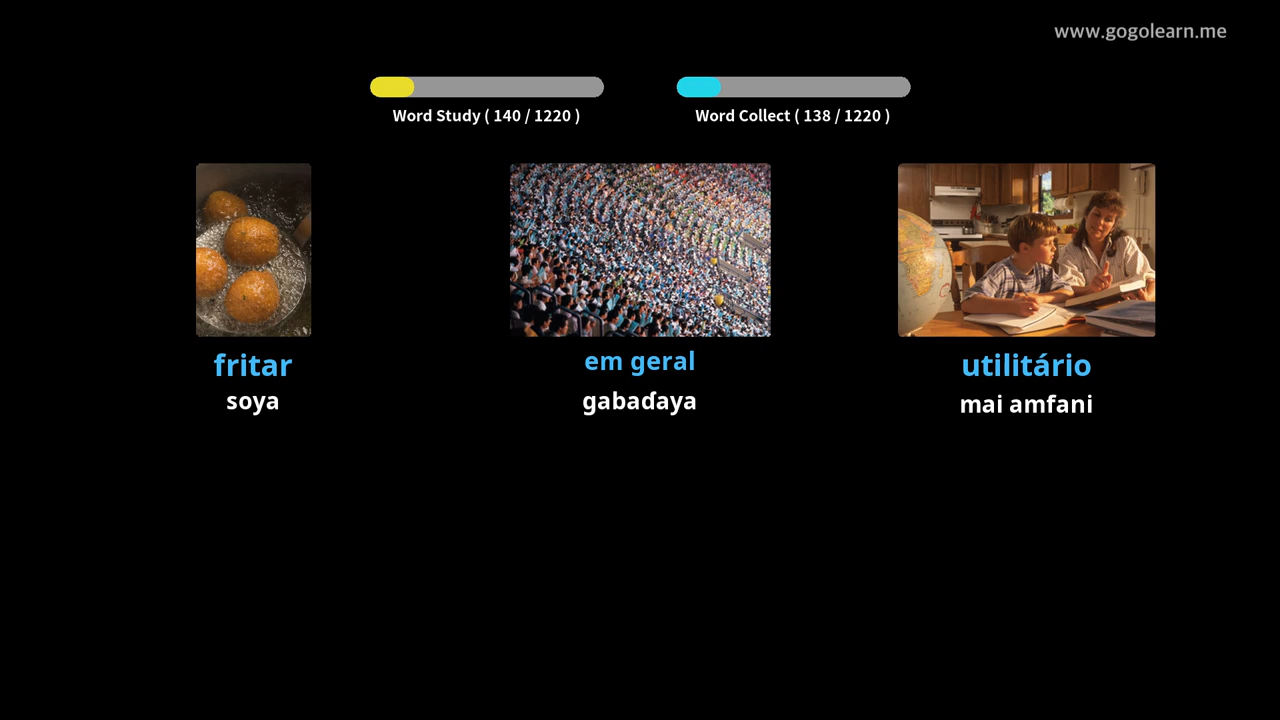 www.gogolearn.me
Word Study ( 140 / 1220 )
Word Collect ( 138 / 1220 )
fritar
soya
em geral
gabaɗaya
utilitário
mai amfani